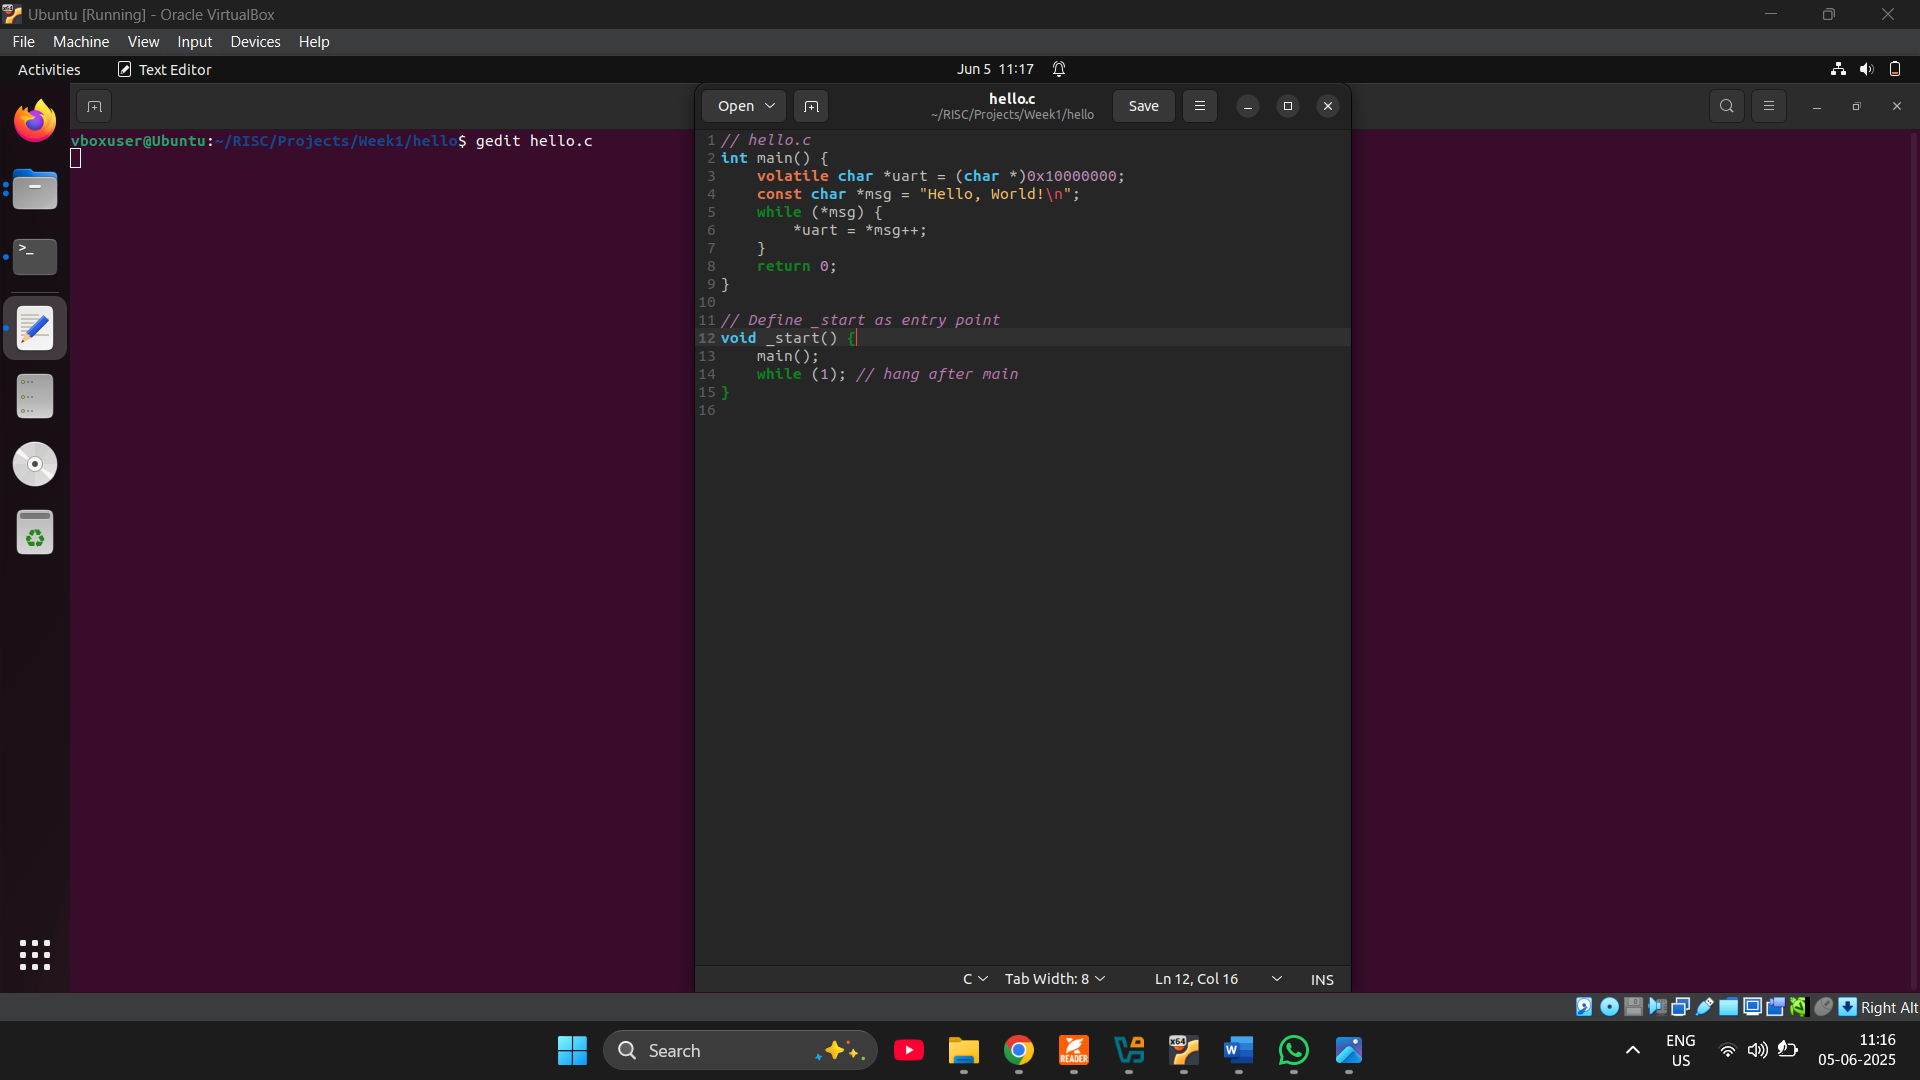 Ubuntu [Running] - Oracle VirtualBox
File Machine View Input Devices Help
Activities Text Editor Jun 5 11:17
Open hello.c Save
~/RISC/Projects/Week1/hello
vboxuser@Ubuntu:~/RISC/Projects/Week1/hello$ gedit hello.c
1 // hello.c
2 int main() {
3     volatile char *uart = (char *)0x10000000;
4     const char *msg = "Hello, World!\n";
5     while (*msg) {
6         *uart = *msg++;
7     }
8     return 0;
9 }
10
11 // Define _start as entry point
12 void _start() {
13     main();
14     while (1); // hang after main
15 }
16
C Tab Width: 8 Ln 12, Col 16 INS
Right Alt
Search
x64
READER
W
ENG
US
11:16
05-06-2025